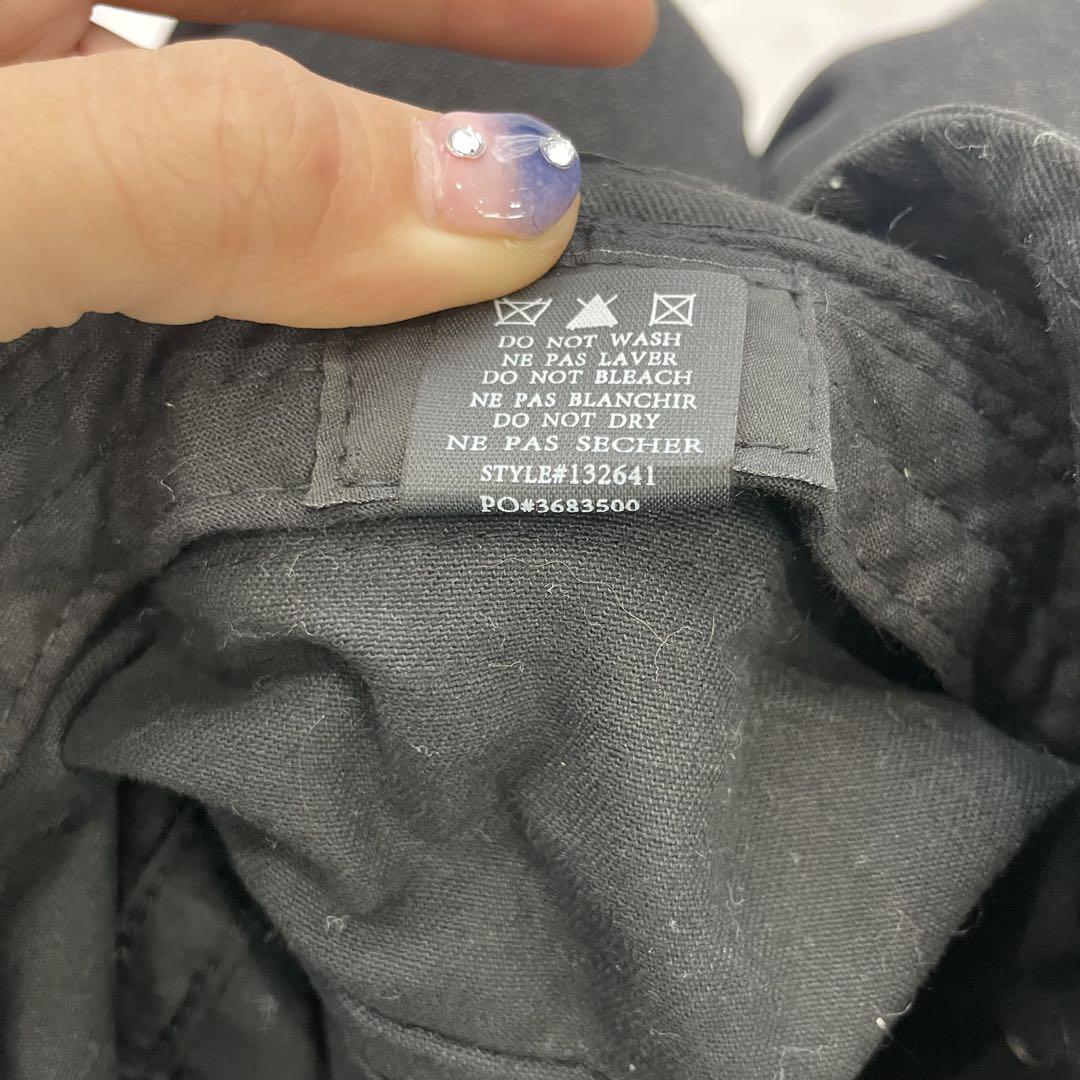 DO NOT WASH
NE PAS LAVER
DO NOT BLEACH
NE PAS BLANCHIR
DO NOT DRY
NE PAS SECHER
STYLE#132641
PO#3683500